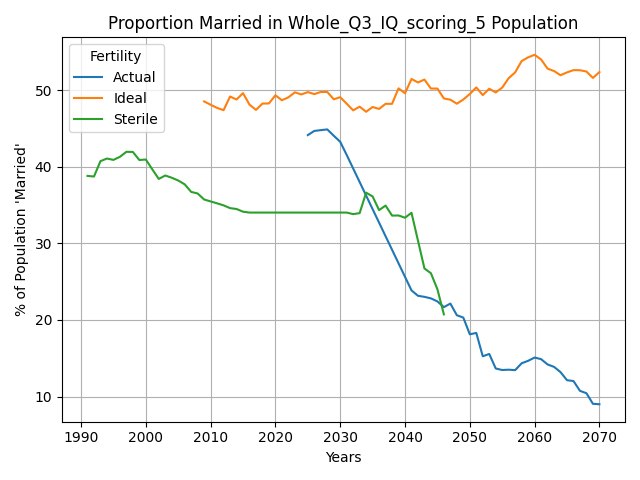 Proportion Married in Whole_Q3_IQ_scoring_5 Population
% of Population 'Married'
50
40
30
20
10
Fertility
Actual
Ideal
Sterile
1990 2000 2010 2020 2030 2040 2050 2060 2070
Years